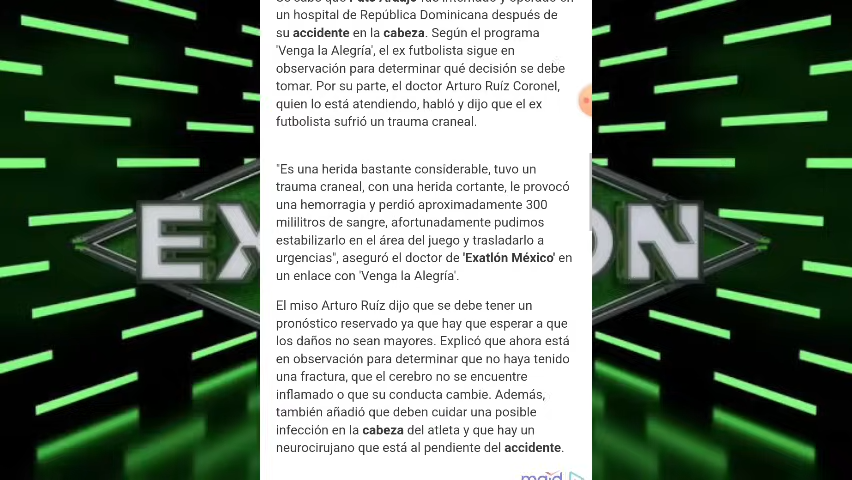 un hospital de República Dominicana después de
su accidente en la cabeza. Según el programa
'Venga la Alegría', el ex futbolista sigue en
observación para determinar qué decisión se debe
tomar. Por su parte, el doctor Arturo Ruíz Coronel,
quien lo está atendiendo, habló y dijo que el ex
futbolista sufrió un trauma craneal.
"Es una herida bastante considerable, tuvo un
trauma craneal, con una herida cortante, le provocó
una hemorragia y perdió aproximadamente 300
mililitros de sangre, afortunadamente pudimos
estabilizarlo en el área del juego y trasladarlo a
urgencias", aseguró el doctor de 'Exatlón México' en
un enlace con 'Venga la Alegría'.
El miso Arturo Ruíz dijo que se debe tener un
pronóstico reservado ya que hay que esperar a que
los daños no sean mayores. Explicó que ahora está
en observación para determinar que no haya tenido
una fractura, que el cerebro no se encuentre
inflamado o que su conducta cambie. Además,
también añadió que deben cuidar una posible
infección en la cabeza del atleta y que hay un
neurocirujano que está al pendiente del accidente.
EX
ON